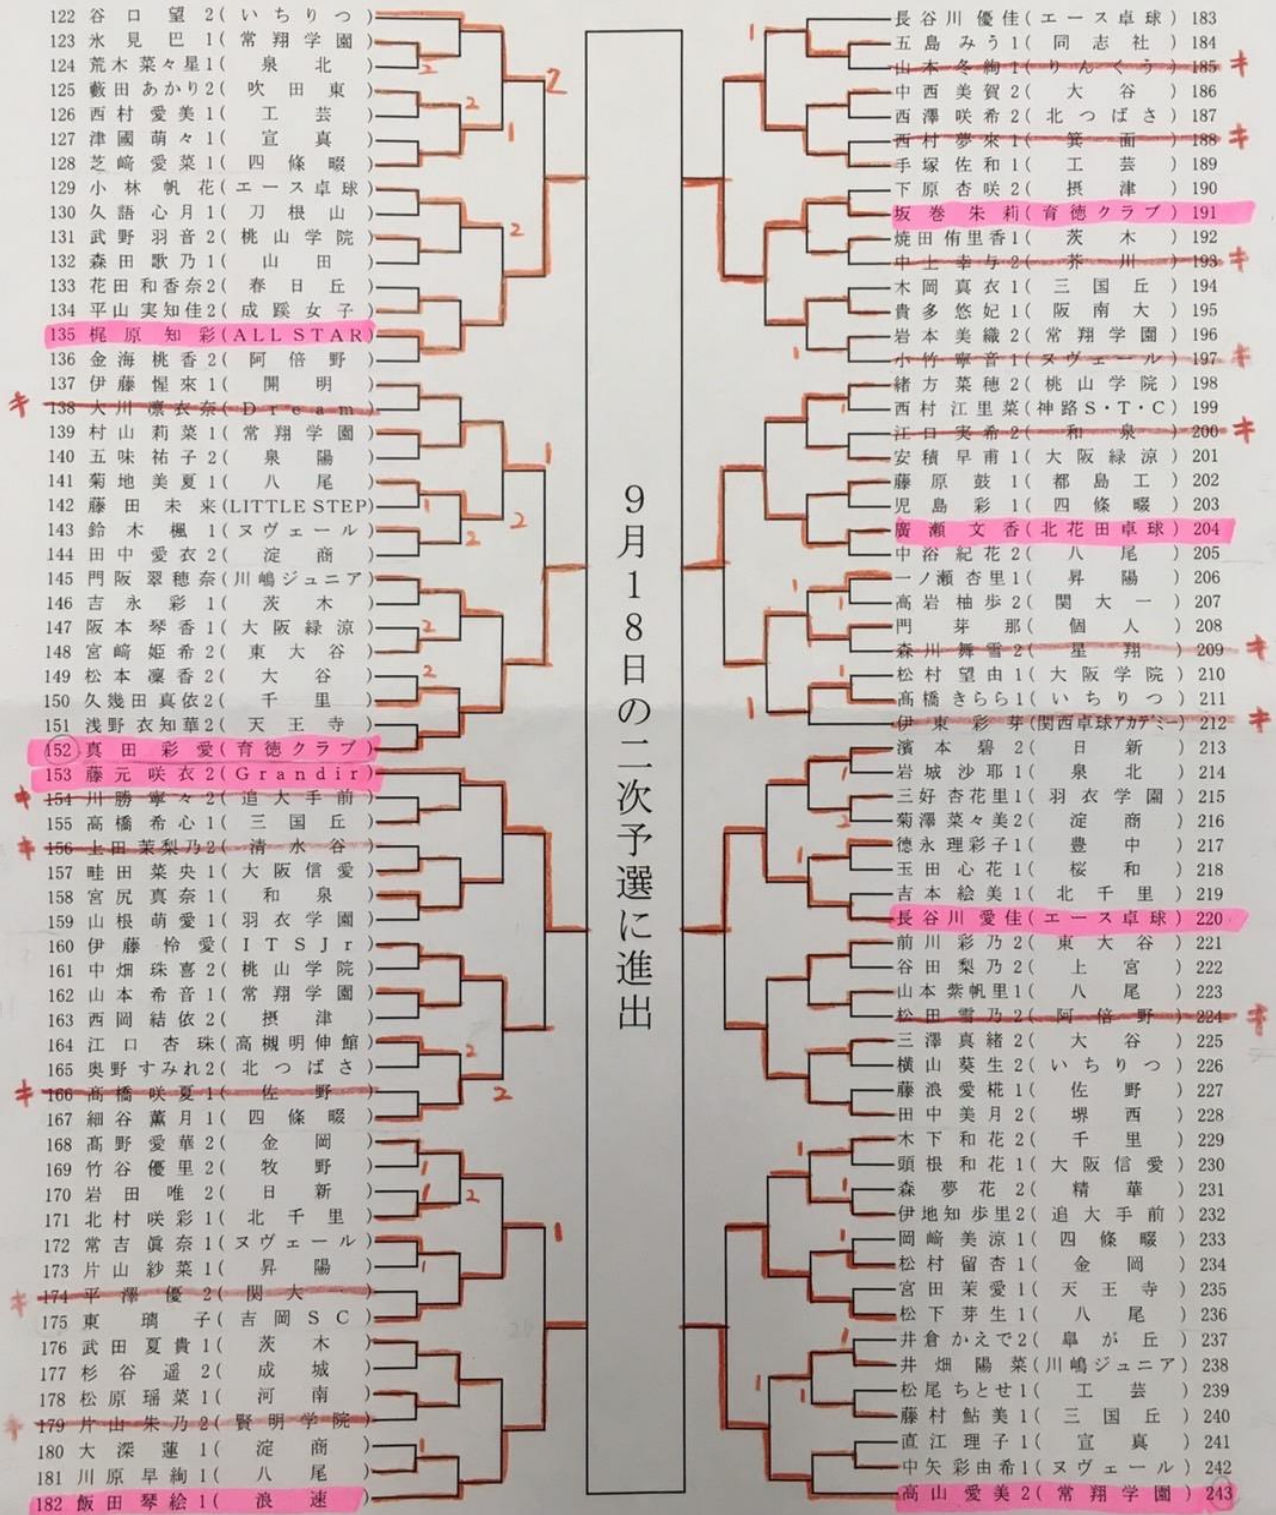 122 谷口 望 2(いちりつ)
123 氷見 巴 1(常翔学園)
124 荒木菜々星1(泉北)
125 藪田あかり2(吹田東)
126 西村愛美1(工芸)
127 津國萌々1(宣真)
128 芝﨑愛菜1(四條畷)
129 小林帆花(エース卓球)
130 久語心月1(刀根山)
131 武野羽音2(桃山学院)
132 森田歌乃1(山田)
133 花田和香奈2(春日丘)
134 平山実知佳2(成蹊女子)
135 梶原知彩(ALL STAR)
136 金海桃香2(阿倍野)
137 伊藤惺來1(開明)
キ 138 大川凛衣奈(Dream)
139 村山莉菜1(常翔学園)
140 五味祐子2(泉陽)
141 菊地美夏1(八尾)
142 藤田未来(LITTLE STEP)
143 鈴木楓1(ヌヴェール)
144 田中愛衣2(淀商)
145 門阪翠穂奈(川嶋ジュニア)
146 吉永彩1(茨木)
147 阪本琴香1(大阪緑涼)
148 宮﨑姫希2(東大谷)
149 松本凜香2(大谷)
150 久幾田真依2(千里)
151 浅野衣知華2(天王寺)
152 真田彩愛(育徳クラブ)
153 藤元咲衣2(Grandir)
キ 154 川勝寧々2(追大手前)
155 高橋希心1(三国丘)
キ 156 上田茉梨乃2(清水谷)
157 畦田菜央1(大阪信愛)
158 宮尻真奈1(和泉)
159 山根萌愛1(羽衣学園)
160 伊藤怜愛(ITSJr)
161 中畑珠喜2(桃山学院)
162 山本希音1(常翔学園)
163 西岡結依2(摂津)
164 江口杏珠(高槻明伸館)
165 奥野すみれ2(北つばさ)
キ 166 髙橋咲夏1(佐野)
167 細谷薫月1(四條畷)
168 髙野愛華2(金岡)
169 竹谷優里2(牧野)
170 岩田唯2(日新)
171 北村咲彩1(北千里)
172 常吉眞奈1(ヌヴェール)
173 片山紗菜1(昇陽)
キ 174 平澤優2(関大一)
175 東璃子(吉岡SC)
176 武田夏貴1(茨木)
177 杉谷遥2(成城)
178 松原瑶菜1(河南)
キ 179 片山朱乃2(賢明学院)
180 大深蓮1(淀商)
181 川原早絢1(八尾)
182 飯田琴絵1(浪速)
9月18日の二次予選に進出
長谷川優佳(エース卓球) 183
五島みう1(同志社) 184
山本冬絢1(りんくう) 185 キ
中西美賀2(大谷) 186
西澤咲希2(北つばさ) 187
西村夢來1(箕面) 188 キ
手塚佐和1(工芸) 189
下原杏咲2(摂津) 190
坂巻朱莉(育徳クラブ) 191
焼田侑里香1(茨木) 192
中上幸与2(芥川) 193 キ
木岡真衣1(三国丘) 194
貴多悠妃1(阪南大) 195
岩本美織2(常翔学園) 196
小竹寧音1(ヌヴェール) 197 キ
緒方菜穂2(桃山学院) 198
西村江里菜(神路S・T・C) 199
江口実希2(和泉) 200 キ
安積早甫1(大阪緑涼) 201
藤原鼓1(都島工) 202
児島彩1(四條畷) 203
廣瀬文香(北花田卓球) 204
中浴紀花2(八尾) 205
一ノ瀬杏里1(昇陽) 206
高岩柚歩2(関大一) 207
門芽那(個人) 208
森川舞雪2(星翔) 209 キ
松村望由1(大阪学院) 210
髙橋きらら1(いちりつ) 211
伊東彩芽(関西卓球アカデミー) 212 キ
濱本碧2(日新) 213
岩城沙耶1(泉北) 214
三好杏花里1(羽衣学園) 215
菊澤菜々美2(淀商) 216
徳永理彩子1(豊中) 217
玉田心花1(桜和) 218
吉本絵美1(北千里) 219
長谷川愛佳(エース卓球) 220
前川彩乃2(東大谷) 221
谷田梨乃2(上宮) 222
山本紫帆里1(八尾) 223
松田雪乃2(阿倍野) 224 キ
三澤真緒2(大谷) 225
横山葵生2(いちりつ) 226
藤浪愛椛1(佐野) 227
田中美月2(堺西) 228
木下和花2(千里) 229
頭根和花1(大阪信愛) 230
森夢花2(精華) 231
伊地知歩里2(追大手前) 232
岡﨑美涼1(四條畷) 233
松村留杏1(金岡) 234
宮田茉愛1(天王寺) 235
松下芽生1(八尾) 236
井倉かえで2(皐が丘) 237
井畑陽菜(川嶋ジュニア) 238
松尾ちとせ1(工芸) 239
藤村鮎美1(三国丘) 240
直江理子1(宣真) 241
中矢彩由希1(ヌヴェール) 242
高山愛美2(常翔学園) 243